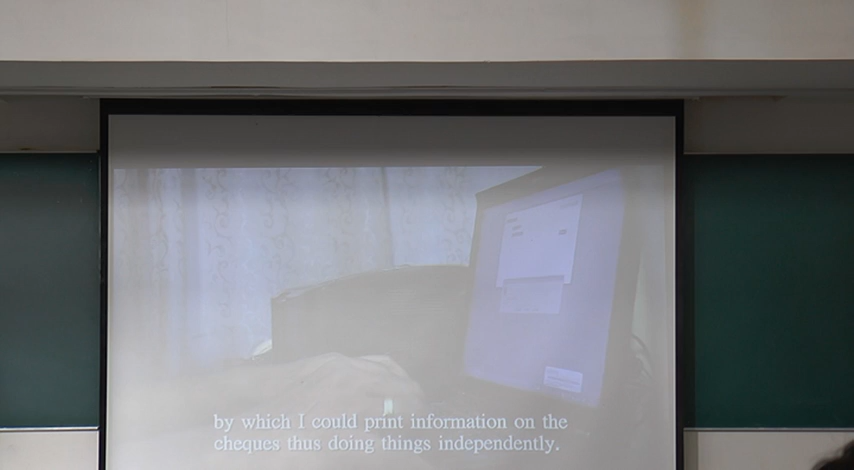 by which I could print information on the
cheques thus doing things independently.